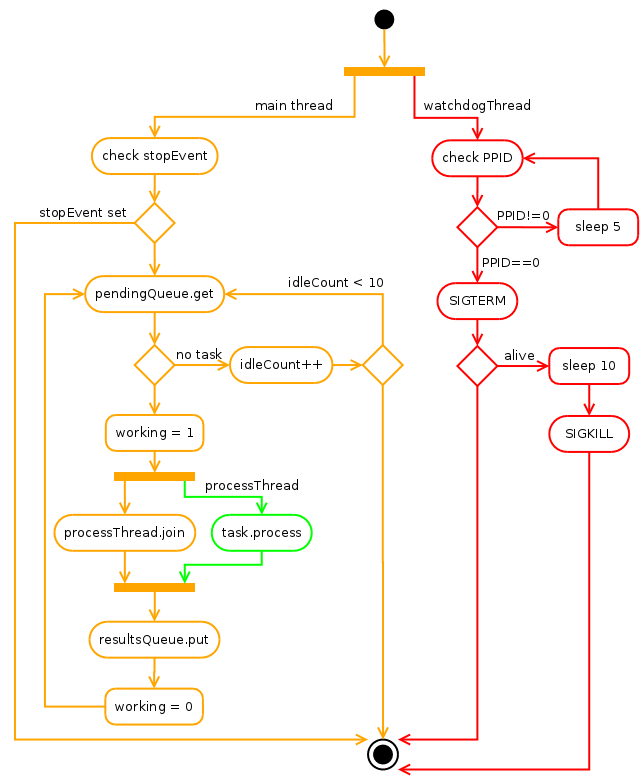 main thread
watchdogThread
check stopEvent
check PPID
stopEvent set
PPID!=0
sleep 5
PPID==0
idleCount < 10
pendingQueue.get
SIGTERM
no task
idleCount++
alive
sleep 10
working = 1
SIGKILL
processThread
processThread.join
task.process
resultsQueue.put
working = 0